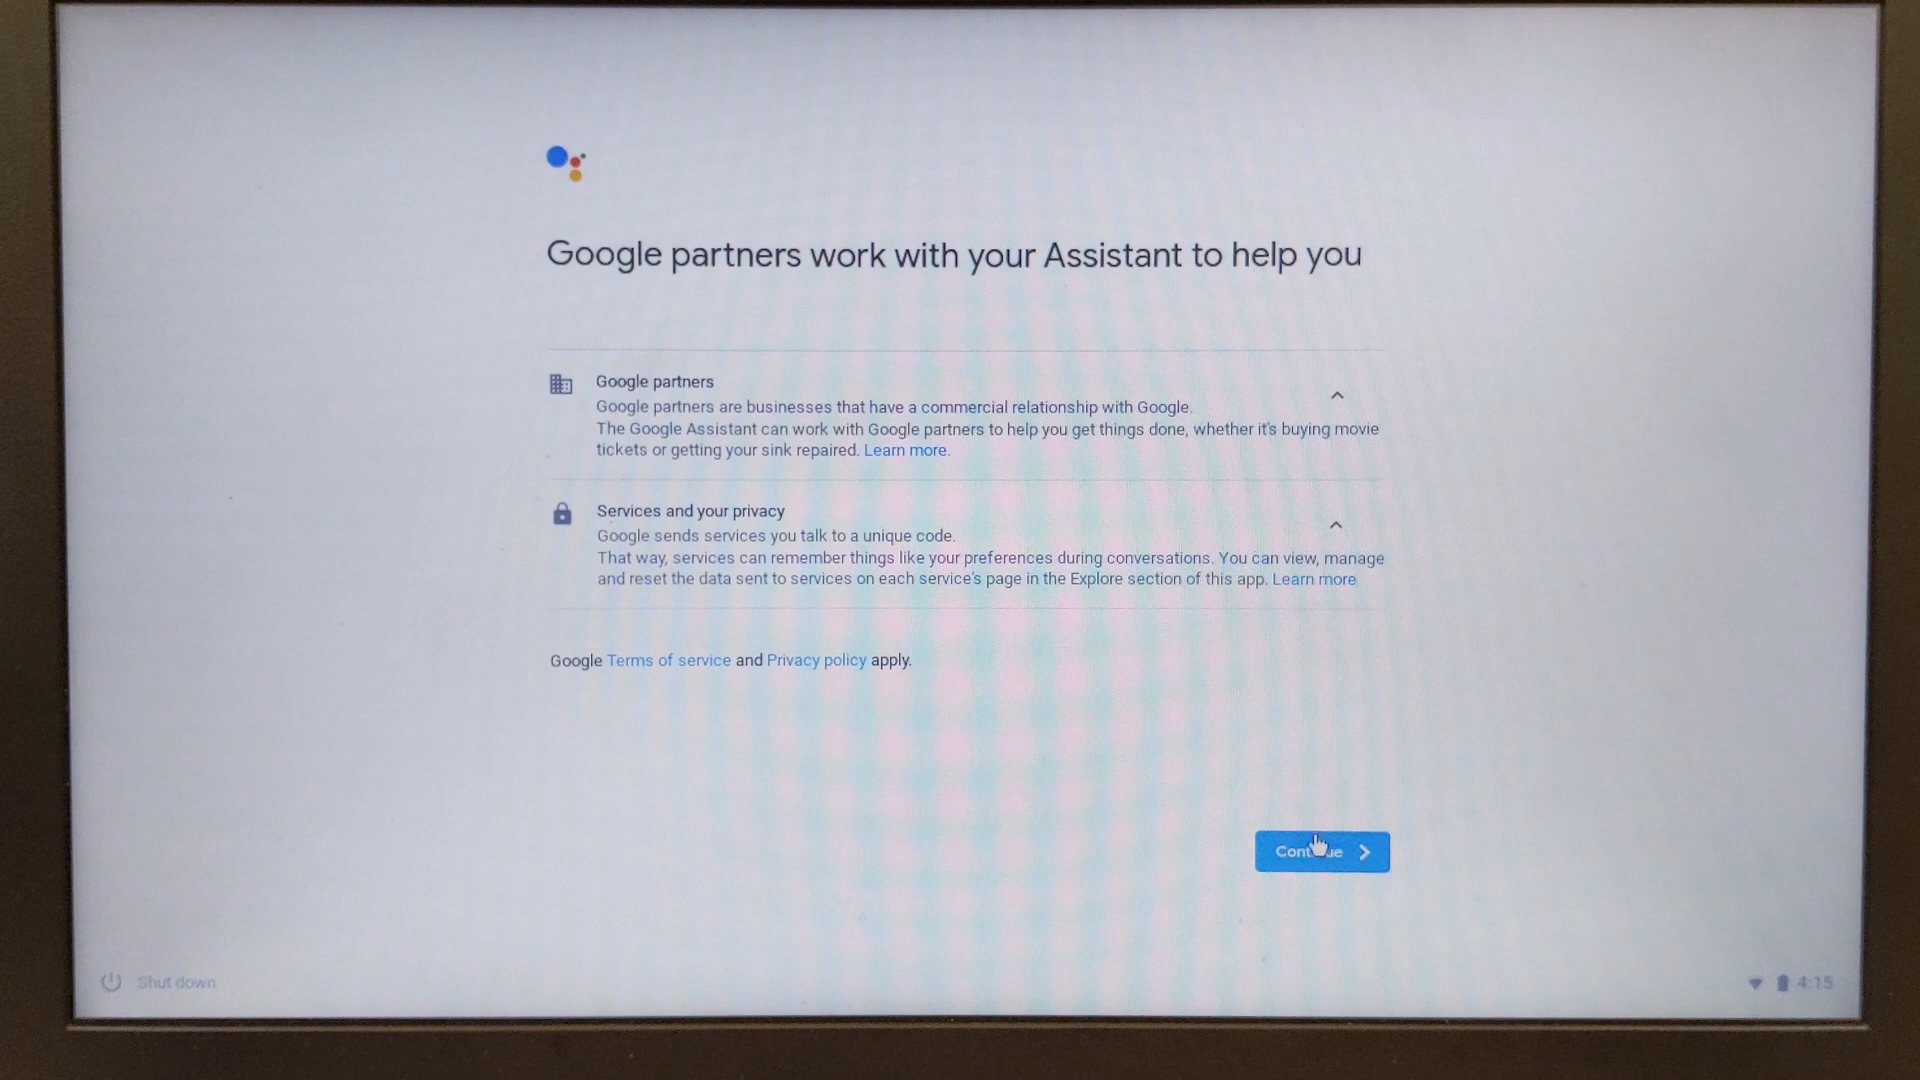 Google partners work with your Assistant to help you
Google partners
Google partners are businesses that have a commercial relationship with Google.
The Google Assistant can work with Google partners to help you get things done, whether it's buying movie
tickets or getting your sink repaired. Learn more.
Services and your privacy
Google sends services you talk to a unique code.
That way, services can remember things like your preferences during conversations. You can view, manage
and reset the data sent to services on each service's page in the Explore section of this app. Learn more
Google Terms of service and Privacy policy apply.
Continue
Shut down
4:15